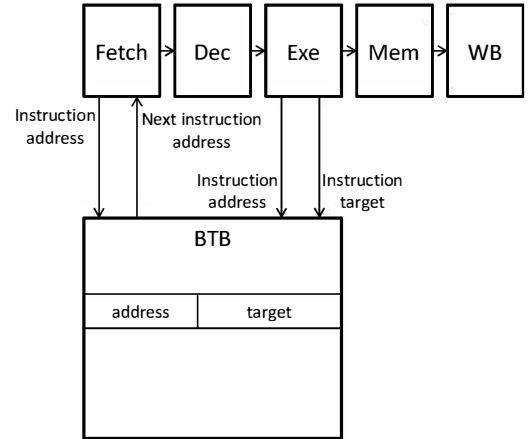 Fetch
Dec
Exe
Mem
WB
Instruction
address
Next instruction
address
Instruction
address
Instruction
target
BTB
address
target